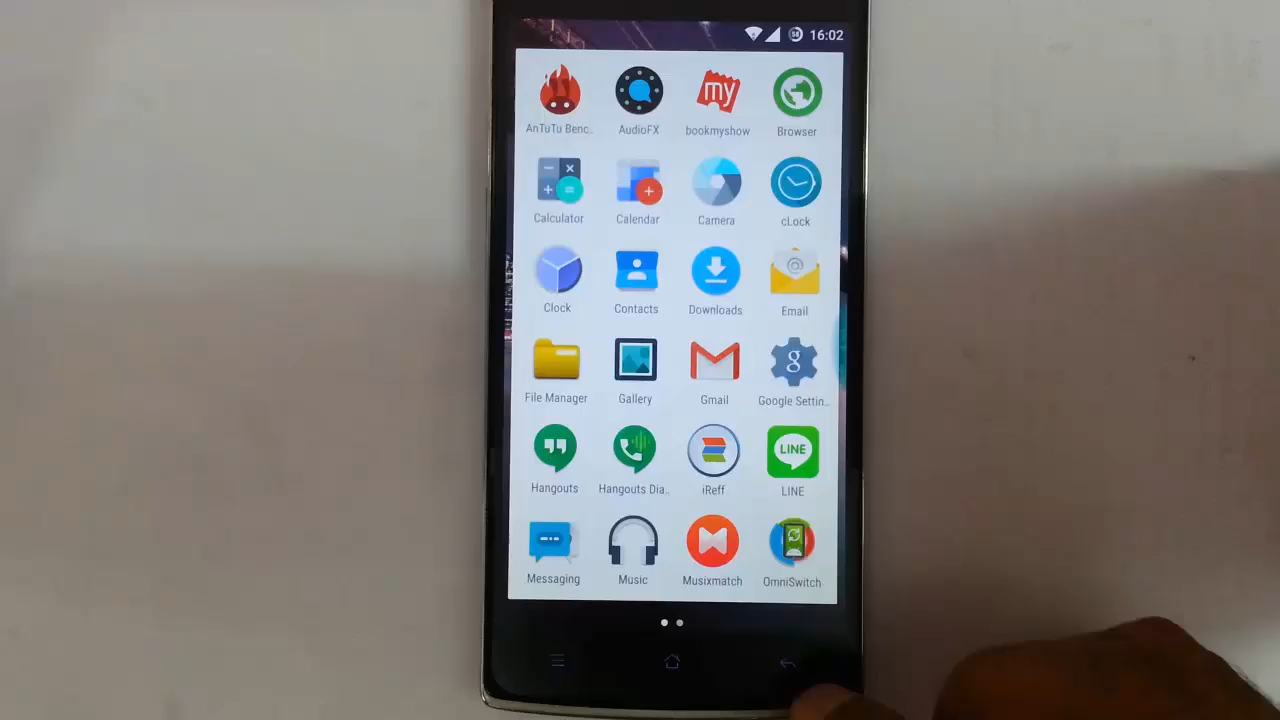 16:02
AnTuTu Benc..
AudioFX
my
bookmyshow
Browser
Calculator
Calendar
Camera
cLock
Clock
Contacts
Downloads
Email
File Manager
Gallery
Gmail
g
Google Settin..
Hangouts
Hangouts Dia..
iReff
LINE
LINE
Messaging
Music
Musixmatch
OmniSwitch